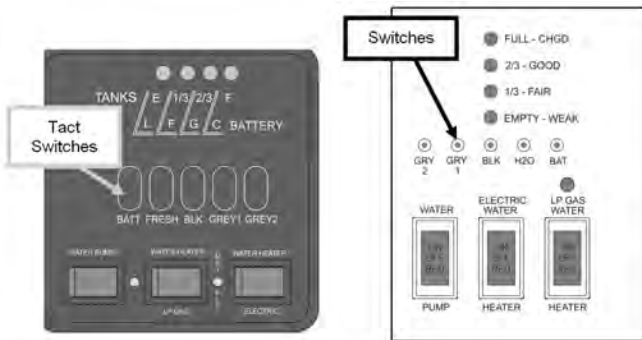 Tact
Switches
TANKS E 1/3 2/3 F
L F G C BATTERY
BATT FRESH BLK GREY1 GREY2
WATER PUMP WATER HEATER WATER HEATER
LP GAS ELECTRIC
Switches
FULL - CHGD
2/3 - GOOD
1/3 - FAIR
EMPTY - WEAK
GRY
2
GRY
1
BLK H2O BAT
LP GAS
WATER
ELECTRIC
WATER
WATER
PUMP HEATER HEATER